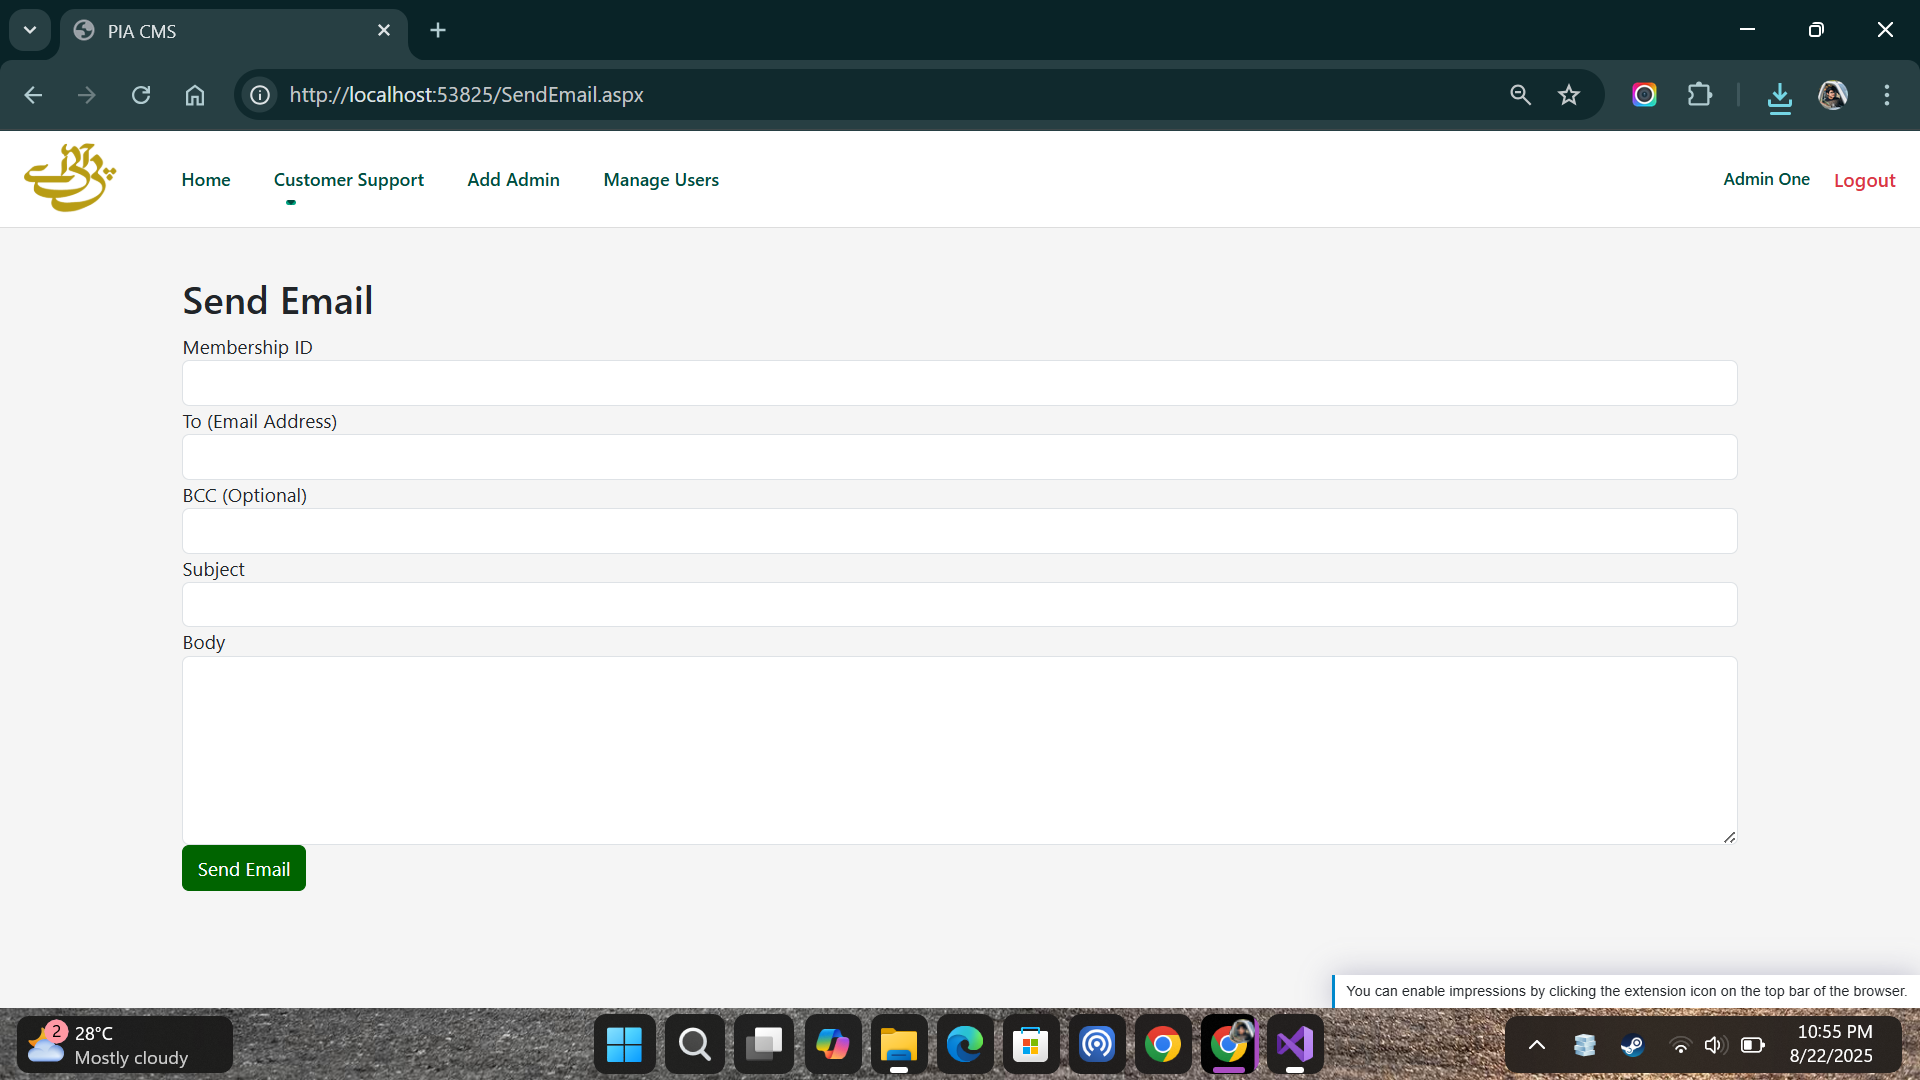 PIA CMS
http://localhost:53825/SendEmail.aspx
Home
Customer Support
Add Admin
Manage Users
Admin One
Logout
Send Email
Membership ID
To (Email Address)
BCC (Optional)
Subject
Body
Send Email
You can enable impressions by clicking the extension icon on the top bar of the browser.
2
28°C
Mostly cloudy
10:55 PM
8/22/2025